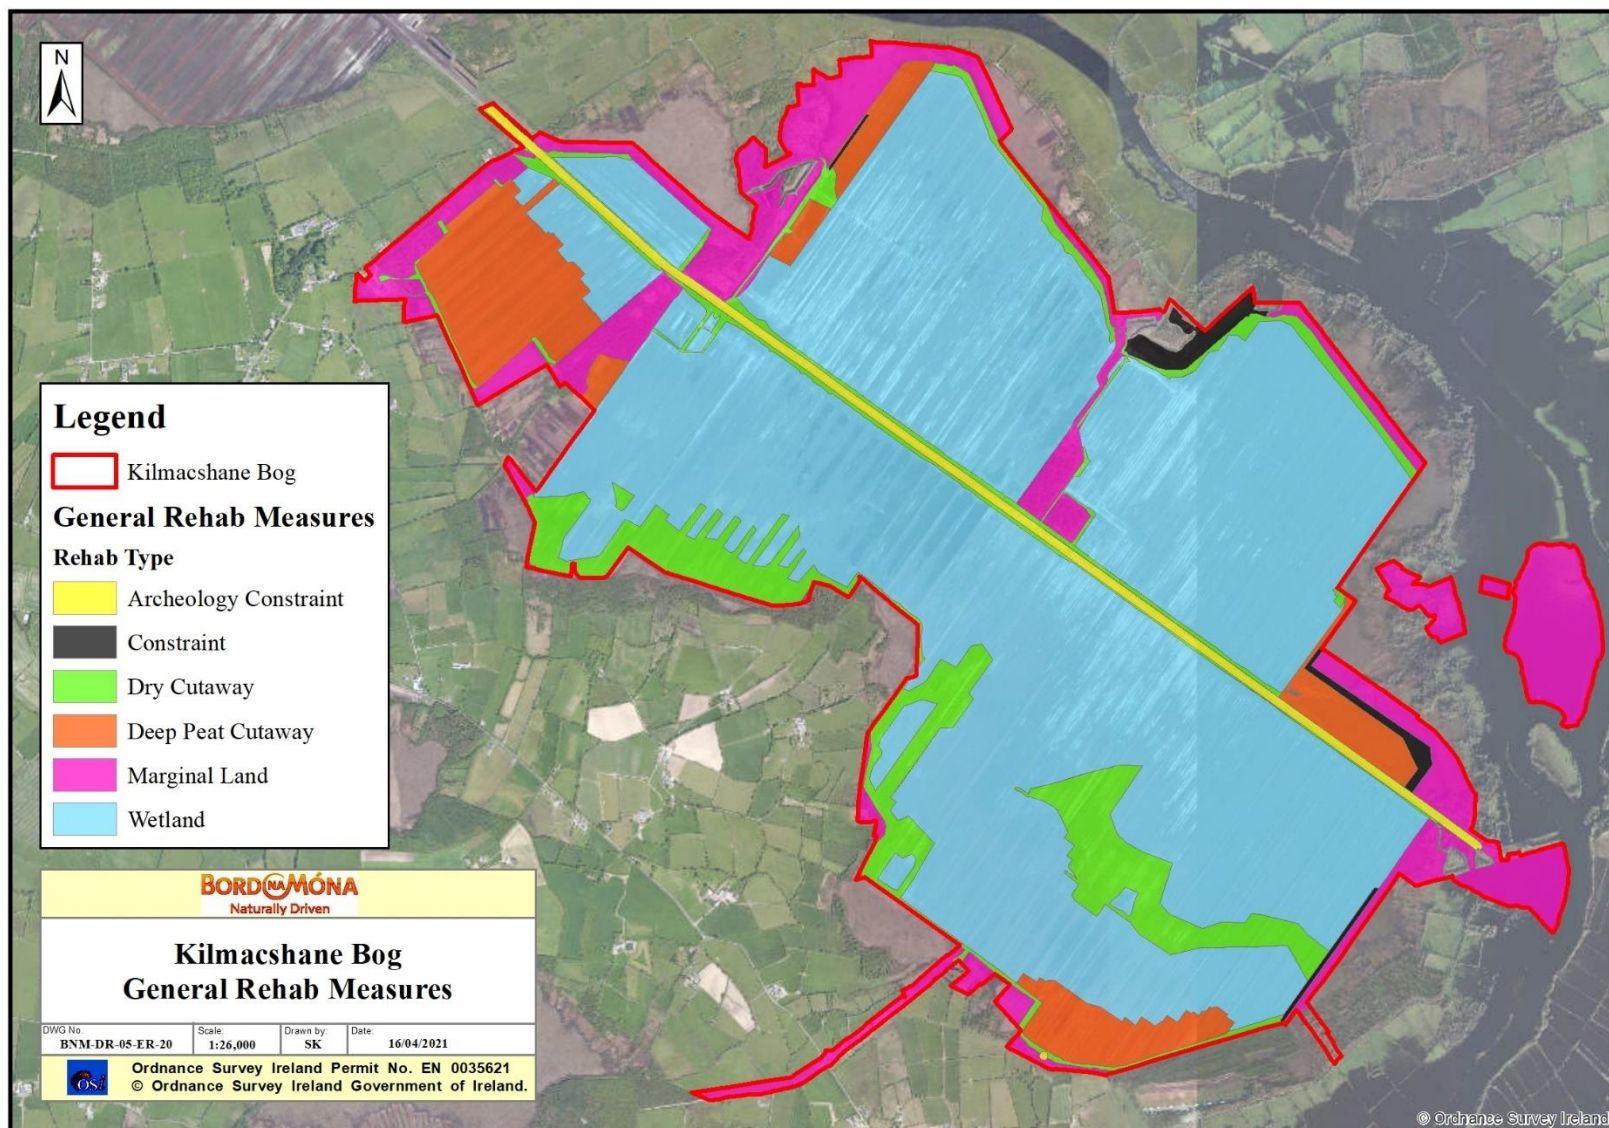 N
Legend
Kilmacshane Bog
General Rehab Measures
Rehab Type
Archeology Constraint
Constraint
Dry Cutaway
Deep Peat Cutaway
Marginal Land
Wetland
BORD NA MÓNA
Naturally Driven
Kilmacshane Bog
General Rehab Measures
DWG No. Scale: Drawn by: Date:
BNM-DR-05-ER-20 1:26,000 SK 16/04/2021
OSi
Ordnance Survey Ireland Permit No. EN 0035621
© Ordnance Survey Ireland Government of Ireland.
© Ordnance Survey Ireland